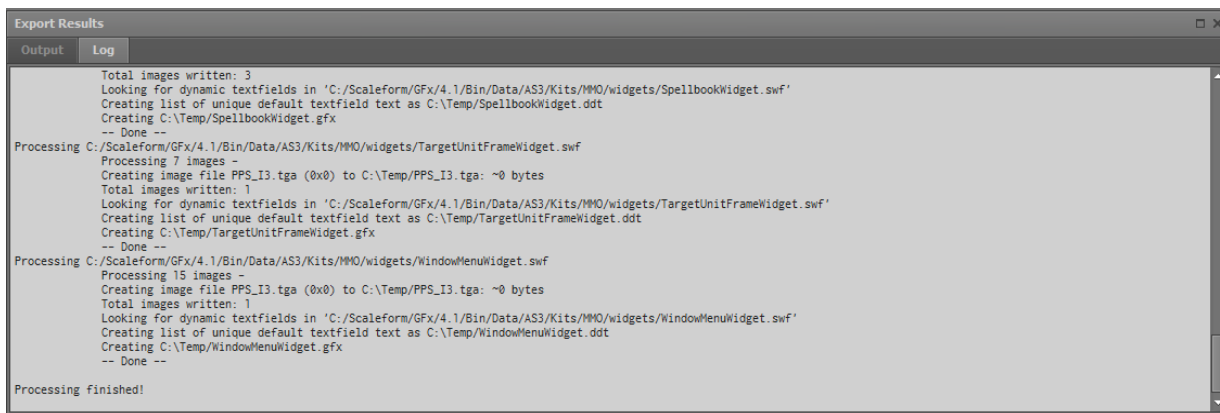 Export Results
Output Log
Total images written: 3
Looking for dynamic textfields in 'C:/Scaleform/GFx/4.1/Bin/Data/AS3/Kits/MMO/widgets/SpellbookWidget.swf'
Creating list of unique default textfield text as C:\Temp/SpellbookWidget.ddt
Creating C:\Temp/SpellbookWidget.gfx
-- Done --
Processing C:/Scaleform/GFx/4.1/Bin/Data/AS3/Kits/MMO/widgets/TargetUnitFrameWidget.swf
Processing 7 images -
Creating image file PPS_I3.tga (0x0) to C:\Temp/PPS_I3.tga: ~0 bytes
Total images written: 1
Looking for dynamic textfields in 'C:/Scaleform/GFx/4.1/Bin/Data/AS3/Kits/MMO/widgets/TargetUnitFrameWidget.swf'
Creating list of unique default textfield text as C:\Temp/TargetUnitFrameWidget.ddt
Creating C:\Temp/TargetUnitFrameWidget.gfx
-- Done --
Processing C:/Scaleform/GFx/4.1/Bin/Data/AS3/Kits/MMO/widgets/WindowMenuWidget.swf
Processing 15 images -
Creating image file PPS_I3.tga (0x0) to C:\Temp/PPS_I3.tga: ~0 bytes
Total images written: 1
Looking for dynamic textfields in 'C:/Scaleform/GFx/4.1/Bin/Data/AS3/Kits/MMO/widgets/WindowMenuWidget.swf'
Creating list of unique default textfield text as C:\Temp/WindowMenuWidget.ddt
Creating C:\Temp/WindowMenuWidget.gfx
-- Done --
Processing finished!